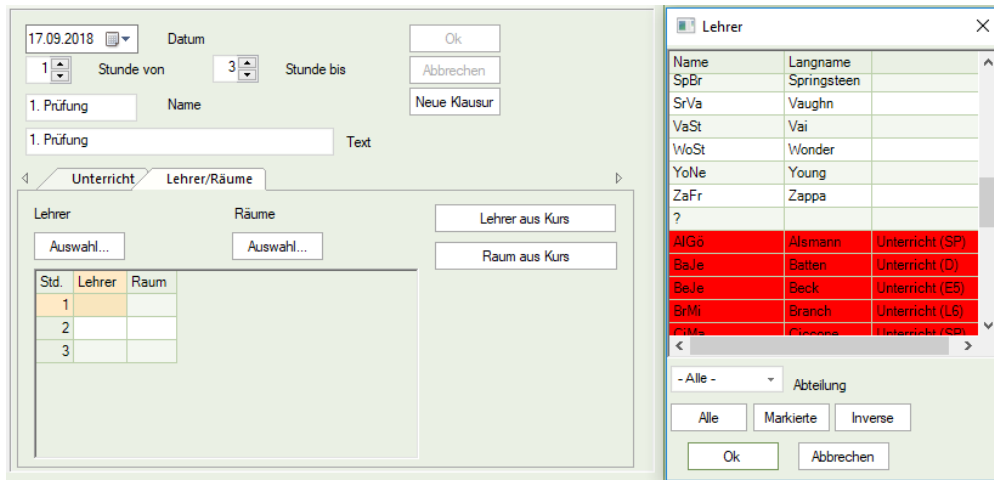 17.09.2018 Datum Ok
1 Stunde von 3 Stunde bis Abbrechen
1. Prüfung Name Neue Klausur
1. Prüfung Text
Unterricht Lehrer/Räume
Lehrer Räume Lehrer aus Kurs
Auswahl... Auswahl... Raum aus Kurs
Std. Lehrer Raum
1
2
3
Lehrer
Name Langname
SpBr Springsteen
SrVa Vaughn
VaSt Vai
WoSt Wonder
YoNe Young
ZaFr Zappa
?
AlGö Alsmann Unterricht (SP)
BaJe Batten Unterricht (D)
BeJe Beck Unterricht (E5)
BrMi Branch Unterricht (L6)
CiMa Ciccone Unterricht (SP)
- Alle - Abteilung
Alle Markierte Inverse
Ok Abbrechen